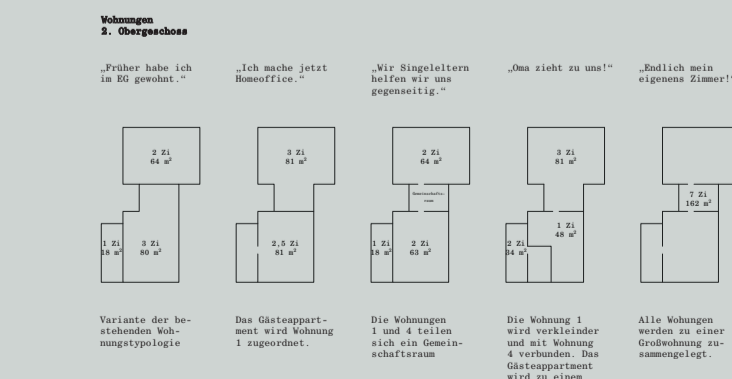 Wohnungen
2. Obergeschoss
„Früher habe ich
im EG gewohnt.“
„Ich mache jetzt
Homeoffice.“
„Wir Singeleltern
helfen wir uns
gegenseitig.“
„Oma zieht zu uns!“
„Endlich mein
eigenens Zimmer!“
2 Zi
64 m²
1 Zi
18 m²
3 Zi
80 m²
3 Zi
81 m²
2,5 Zi
81 m²
2 Zi
64 m²
Gemeinschafts-
raum
1 Zi
18 m²
2 Zi
63 m²
3 Zi
81 m²
1 Zi
48 m²
2 Zi
34 m²
7 Zi
162 m²
Variante der be-
stehenden Woh-
nungstypologie
Das Gästeappart-
ment wird Wohnung
1 zugeordnet.
Die Wohnungen
1 und 4 teilen
sich ein Gemein-
schaftsraum
Die Wohnung 1
wird verkleinder
und mit Wohnung
4 verbunden. Das
Gästeappartment
wird zu einem
Alle Wohungen
werden zu einer
Großwohnung zu-
sammengelegt.